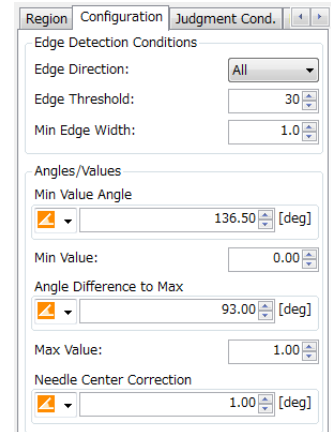 Region Configuration Judgment Cond.
Edge Detection Conditions
Edge Direction: All
Edge Threshold: 30
Min Edge Width: 1.0
Angles/Values
Min Value Angle
136.50 [deg]
Min Value: 0.00
Angle Difference to Max
93.00 [deg]
Max Value: 1.00
Needle Center Correction
1.00 [deg]